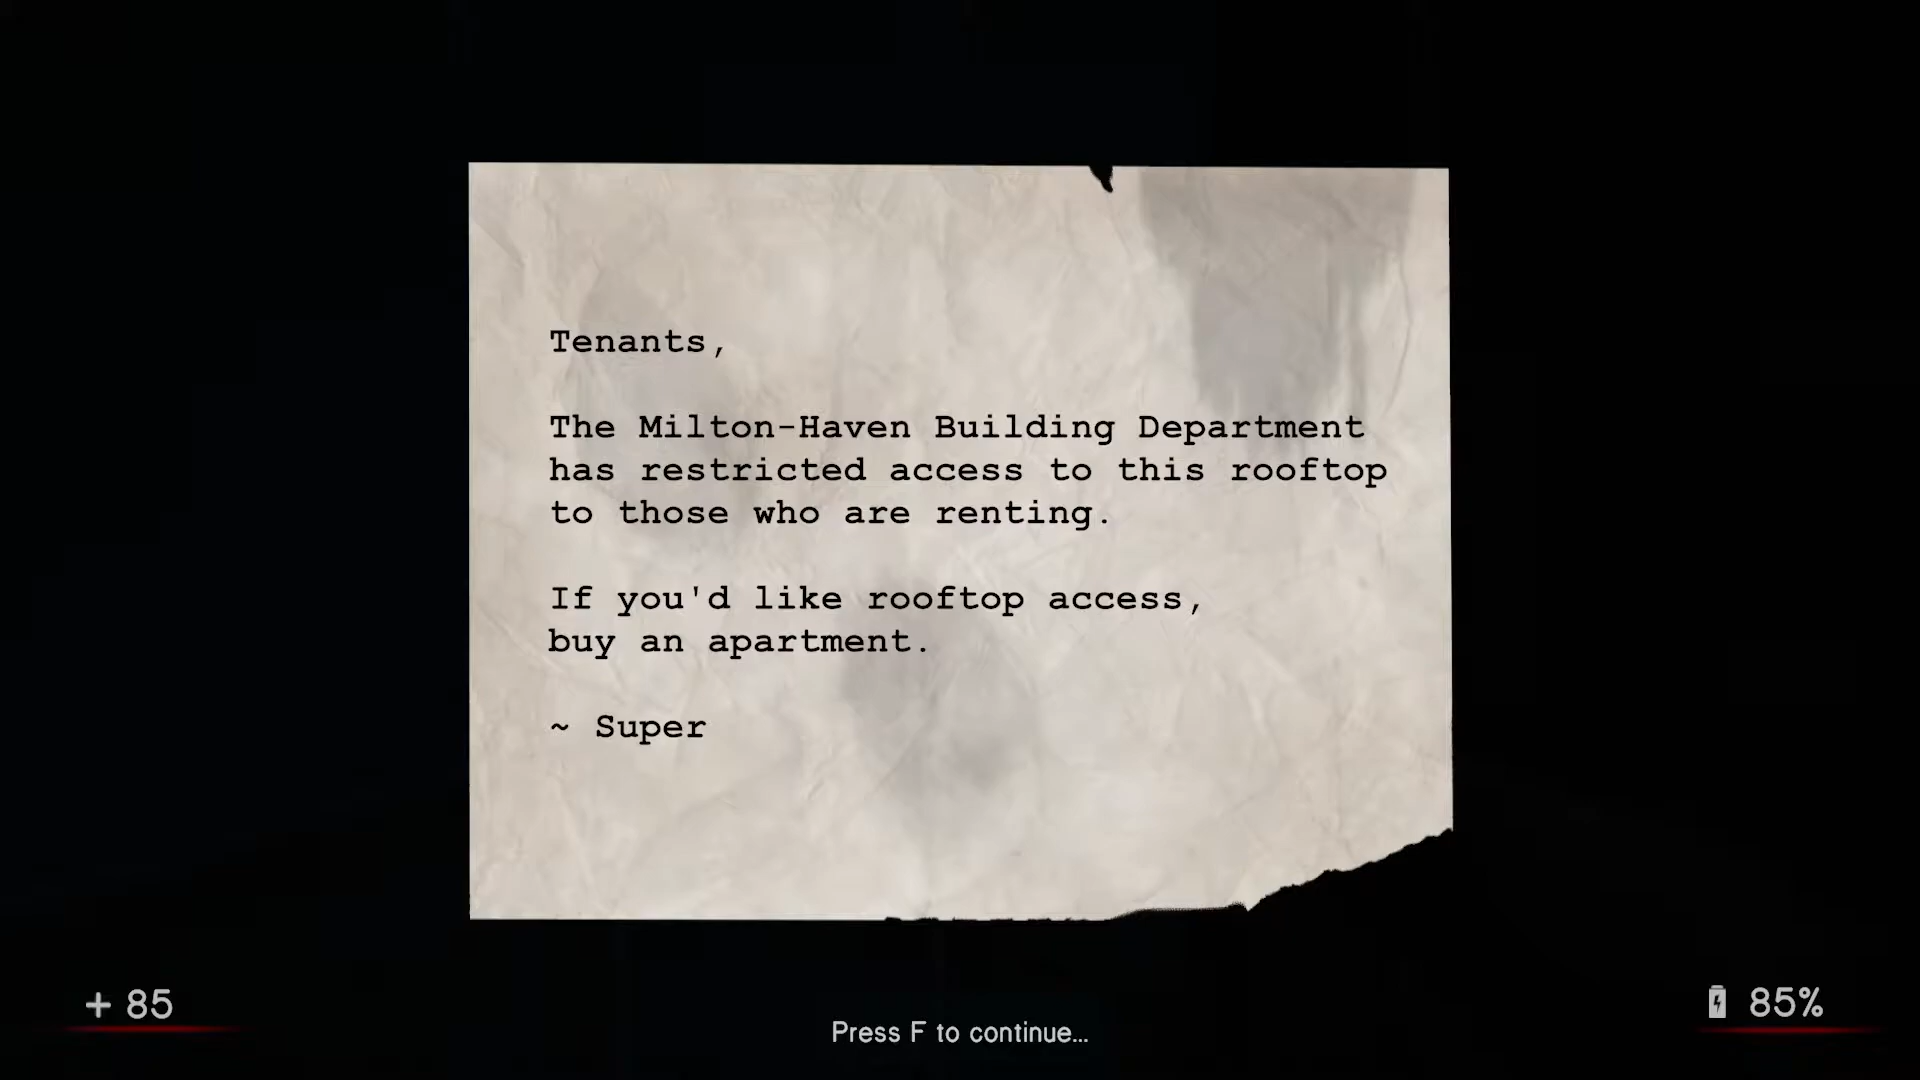 Tenants,
The Milton-Haven Building Department
has restricted access to this rooftop
to those who are renting.
If you'd like rooftop access,
buy an apartment.
~ Super
+ 85
Press F to continue...
85%